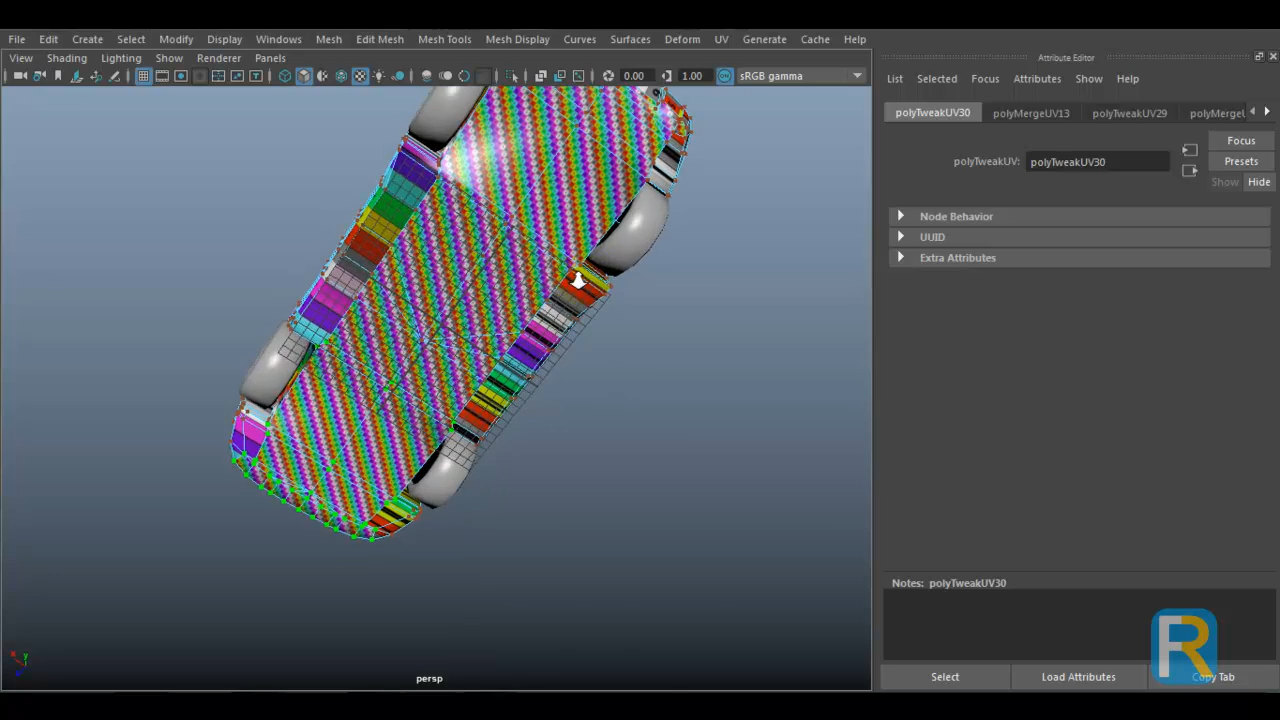 File Edit Create Select Modify Display Windows Mesh Edit Mesh Mesh Tools Mesh Display Curves Surfaces Deform UV Generate Cache Help
View Shading Lighting Show Renderer Panels
0.00 1.00 ON sRGB gamma
persp
Attribute Editor
List Selected Focus Attributes Show Help
polyTweakUV30 polyMergeUV13 polyTweakUV29 polyMergeU
polyTweakUV: polyTweakUV30
Focus
Presets
Show Hide
Node Behavior
UUID
Extra Attributes
Notes: polyTweakUV30
Select Load Attributes Copy Tab